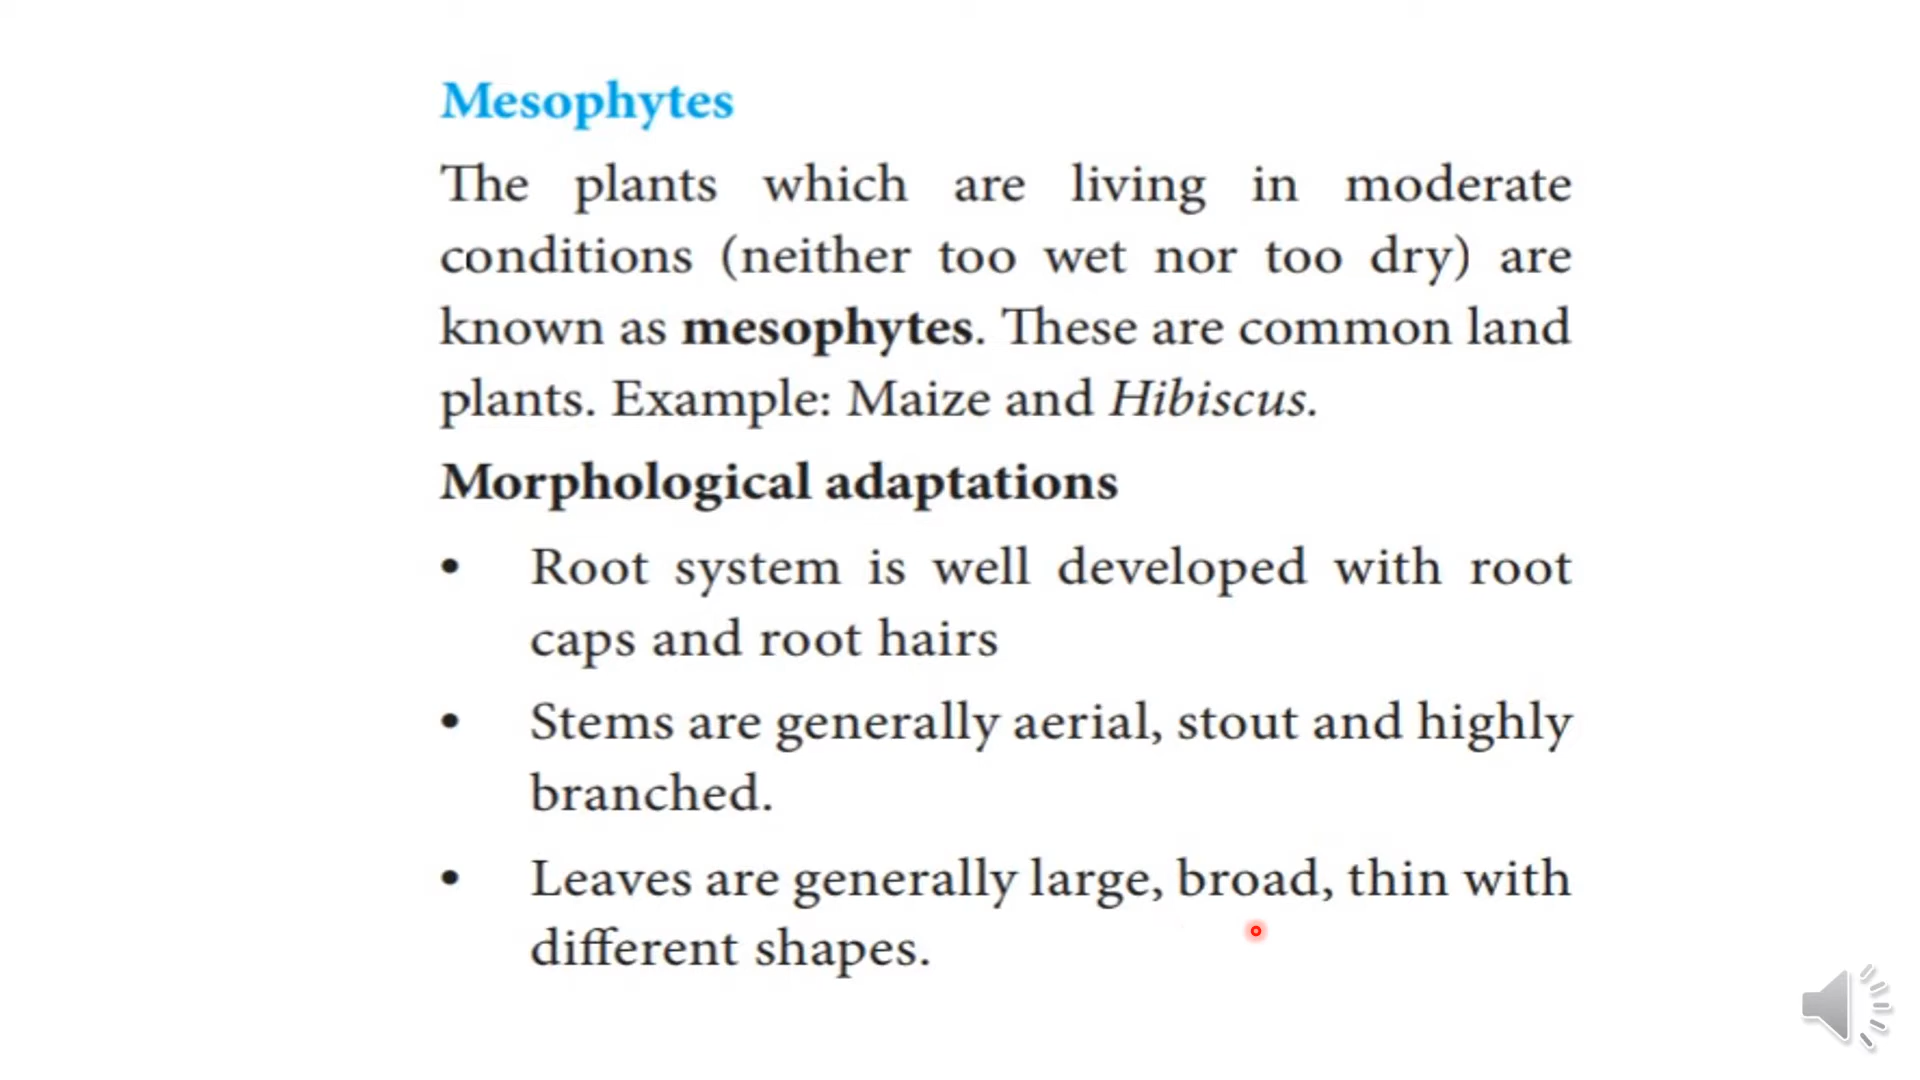 Mesophytes
The plants which are living in moderate
conditions (neither too wet nor too dry) are
known as mesophytes. These are common land
plants. Example: Maize and Hibiscus.
Morphological adaptations
• Root system is well developed with root
caps and root hairs
• Stems are generally aerial, stout and highly
branched.
• Leaves are generally large, broad, thin with
different shapes.